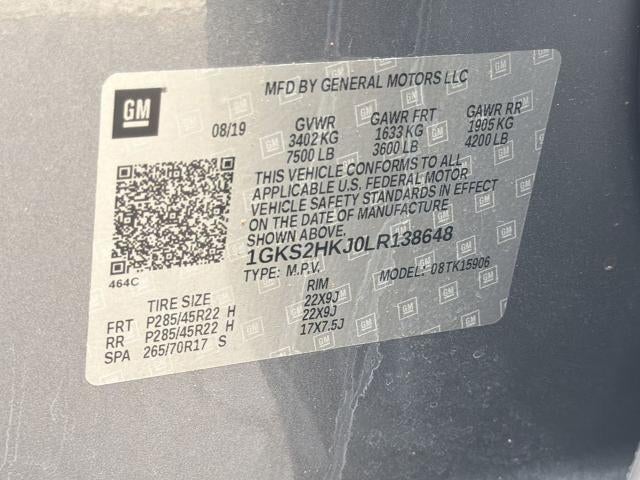 MFD BY GENERAL MOTORS LLC
GM
08/19 GVWR GAWR FRT GAWR RR
3402 KG 1633 KG 1905 KG
7500 LB 3600 LB 4200 LB
THIS VEHICLE CONFORMS TO ALL
APPLICABLE U.S. FEDERAL MOTOR
VEHICLE SAFETY STANDARDS IN EFFECT
ON THE DATE OF MANUFACTURE
SHOWN ABOVE.
1GKS2HKJ0LR138648
TYPE: M.P.V. MODEL: 08TK15906
464C
TIRE SIZE RIM
FRT P285/45R22 H 22X9J
RR P285/45R22 H 22X9J
SPA 265/70R17 S 17X7.5J